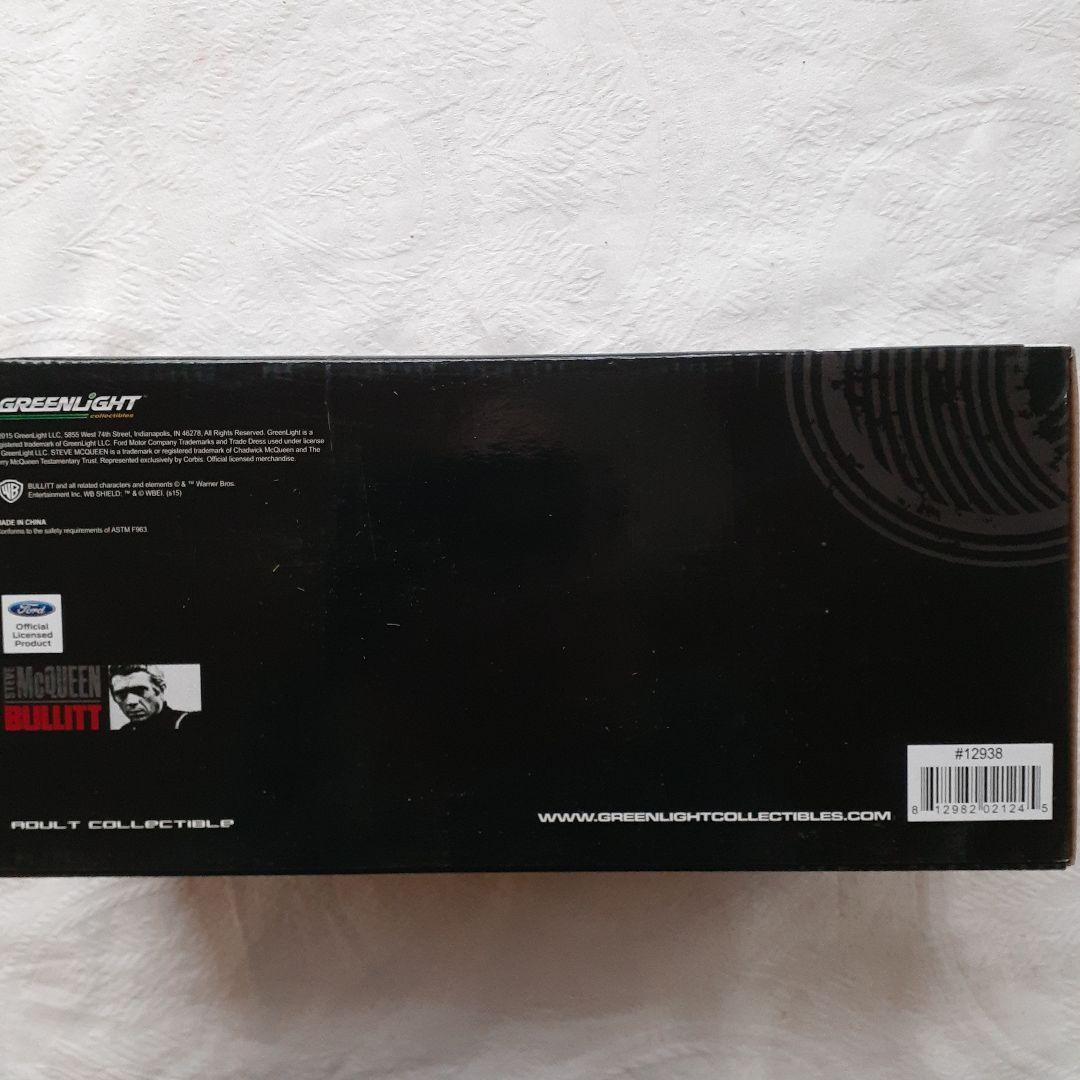 GREENLiGHT
collectibles
2015 GreenLight LLC, 5855 West 74th Street, Indianapolis, IN 46278, All Rights Reserved. GreenLight is a
gistered trademark of GreenLight LLC. Ford Motor Company Trademarks and Trade Dress used under license
GreenLight LLC. STEVE MCQUEEN is a trademark or registered trademark of Chadwick McQueen and The
rry McQueen Testamentary Trust. Represented exclusively by Corbis. Official licensed merchandise.
WB
BULLITT and all related characters and elements © & ™ Warner Bros.
Entertainment Inc. WB SHIELD: ™ & © WBEI. (s15)
ADE IN CHINA
onforms to the safety requirements of ASTM F963.
Ford
Official
Licensed
Product
STEVE McQUEEN
BULLITT
ADULT COLLECTIBLE
WWW.GREENLIGHTCOLLECTIBLES.COM
#12938
8 12982 02124 5